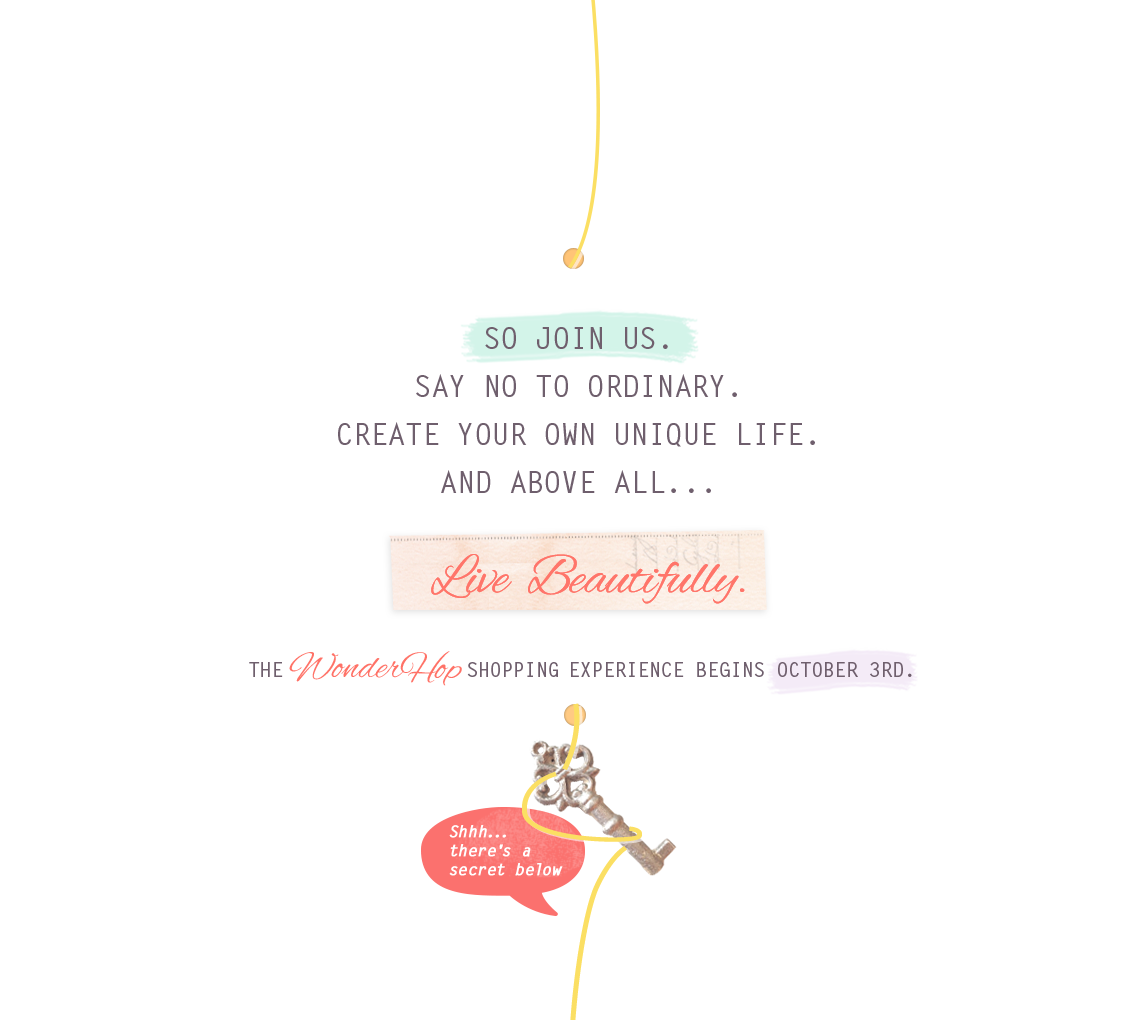 SO JOIN US.
SAY NO TO ORDINARY.
CREATE YOUR OWN UNIQUE LIFE.
AND ABOVE ALL...
Live Beautifully.
THE WonderHop SHOPPING EXPERIENCE BEGINS OCTOBER 3RD.
Shhh...
there's a
secret below